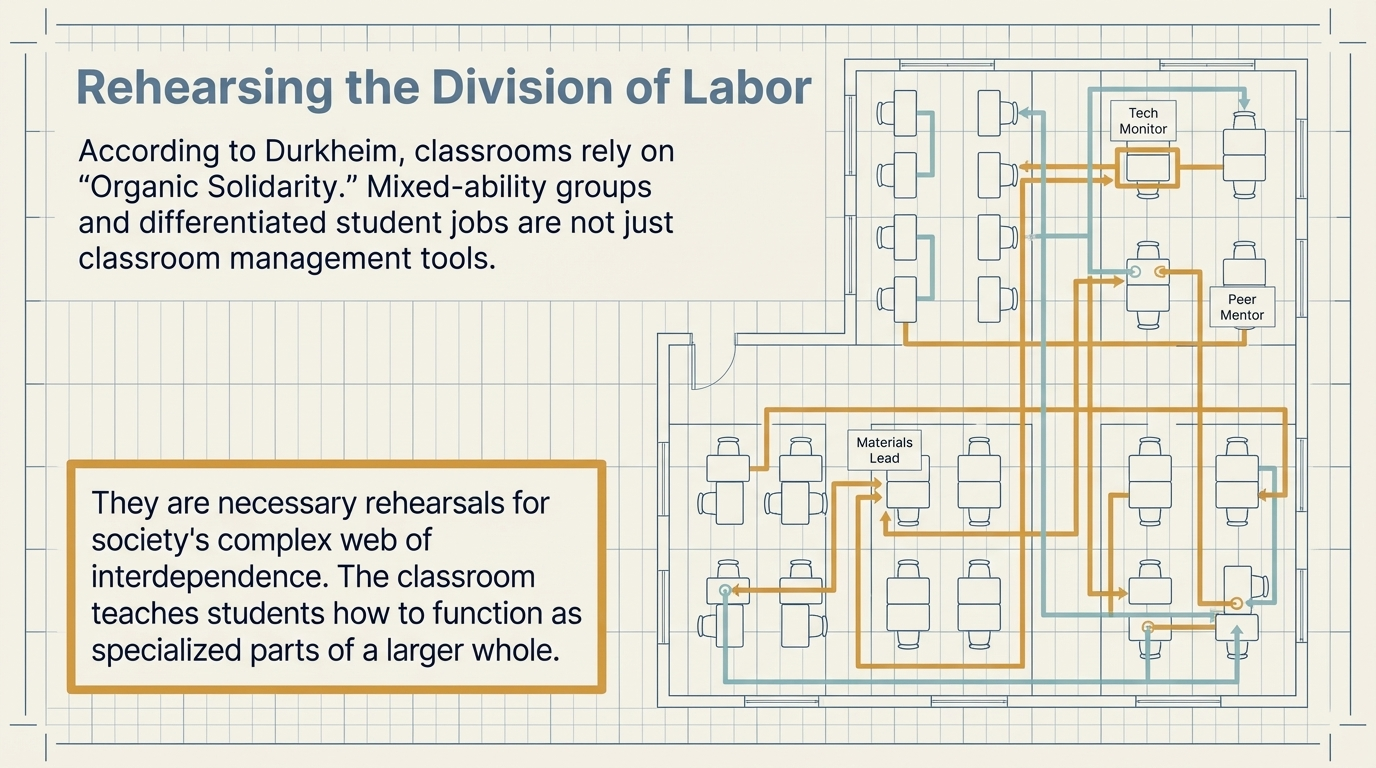 Rehearsing the Division of Labor
According to Durkheim, classrooms rely on
“Organic Solidarity.” Mixed-ability groups
and differentiated student jobs are not just
classroom management tools.
They are necessary rehearsals for
society's complex web of
interdependence. The classroom
teaches students how to function as
specialized parts of a larger whole.
Tech
Monitor
Peer
Mentor
Materials
Lead